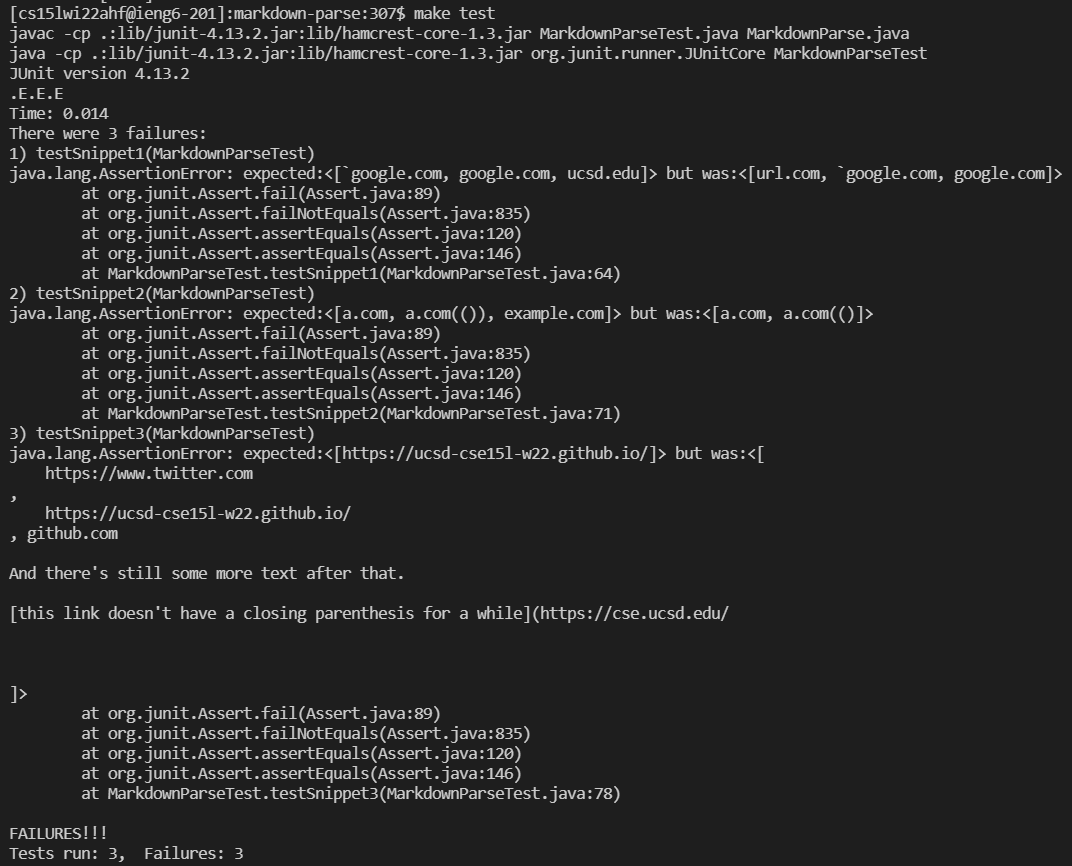 [cs15lwi22ahf@ieng6-201]:markdown-parse:307$ make test
javac -cp .:lib/junit-4.13.2.jar:lib/hamcrest-core-1.3.jar MarkdownParseTest.java MarkdownParse.java
java -cp .:lib/junit-4.13.2.jar:lib/hamcrest-core-1.3.jar org.junit.runner.JUnitCore MarkdownParseTest
JUnit version 4.13.2
.E.E.E
Time: 0.014
There were 3 failures:
1) testSnippet1(MarkdownParseTest)
java.lang.AssertionError: expected:<[`google.com, google.com, ucsd.edu]> but was:<[url.com, `google.com, google.com]>
        at org.junit.Assert.fail(Assert.java:89)
        at org.junit.Assert.failNotEquals(Assert.java:835)
        at org.junit.Assert.assertEquals(Assert.java:120)
        at org.junit.Assert.assertEquals(Assert.java:146)
        at MarkdownParseTest.testSnippet1(MarkdownParseTest.java:64)
2) testSnippet2(MarkdownParseTest)
java.lang.AssertionError: expected:<[a.com, a.com(()), example.com]> but was:<[a.com, a.com(()]>
        at org.junit.Assert.fail(Assert.java:89)
        at org.junit.Assert.failNotEquals(Assert.java:835)
        at org.junit.Assert.assertEquals(Assert.java:120)
        at org.junit.Assert.assertEquals(Assert.java:146)
        at MarkdownParseTest.testSnippet2(MarkdownParseTest.java:71)
3) testSnippet3(MarkdownParseTest)
java.lang.AssertionError: expected:<[https://ucsd-cse15l-w22.github.io/]> but was:<[
    https://www.twitter.com
,
    https://ucsd-cse15l-w22.github.io/
, github.com

And there's still some more text after that.

[this link doesn't have a closing parenthesis for a while](https://cse.ucsd.edu/



]>
        at org.junit.Assert.fail(Assert.java:89)
        at org.junit.Assert.failNotEquals(Assert.java:835)
        at org.junit.Assert.assertEquals(Assert.java:120)
        at org.junit.Assert.assertEquals(Assert.java:146)
        at MarkdownParseTest.testSnippet3(MarkdownParseTest.java:78)

FAILURES!!!
Tests run: 3,  Failures: 3